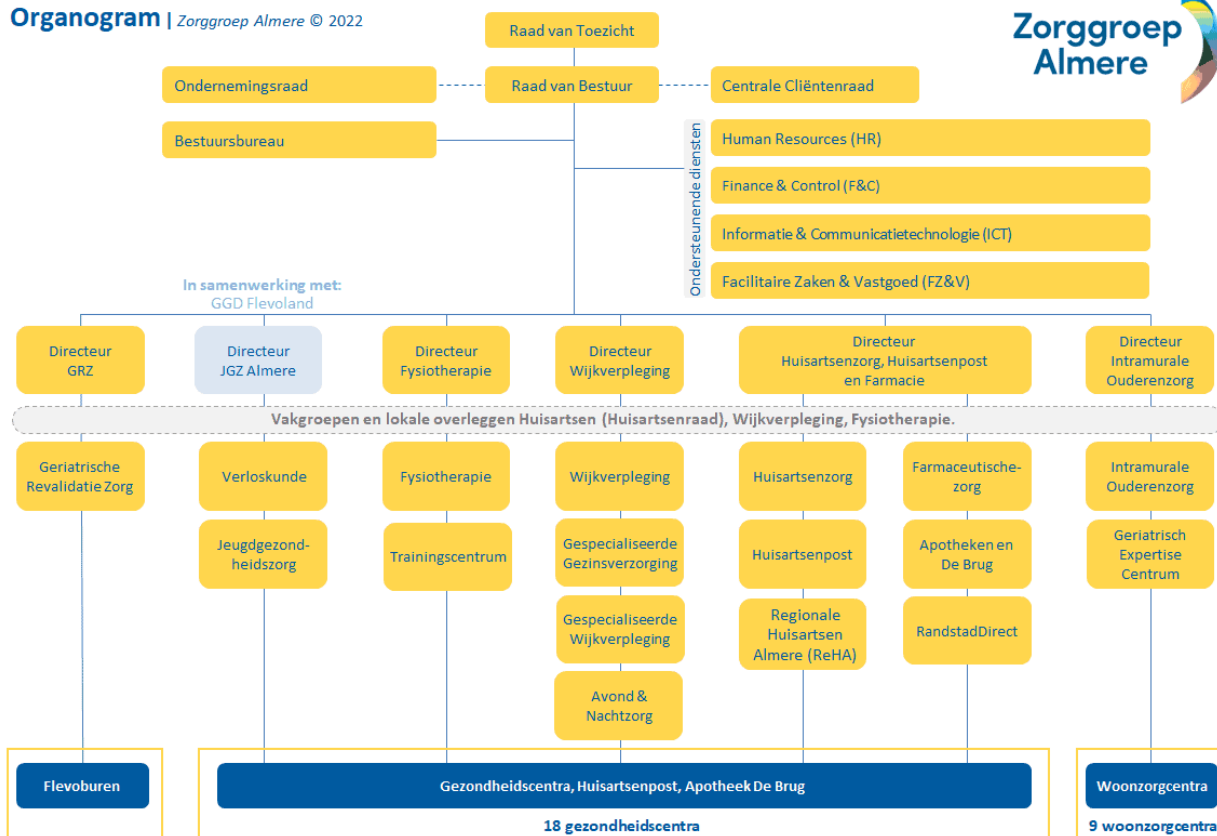 Organogram | Zorggroep Almere © 2022
Zorggroep
Almere
Raad van Toezicht
Ondernemingsraad
Raad van Bestuur
Centrale Cliëntenraad
Bestuursbureau
Ondersteunende diensten
Human Resources (HR)
Finance & Control (F&C)
Informatie & Communicatietechnologie (ICT)
Facilitaire Zaken & Vastgoed (FZ&V)
In samenwerking met:
GGD Flevoland
Directeur
GRZ
Directeur
JGZ Almere
Directeur
Fysiotherapie
Directeur
Wijkverpleging
Directeur
Huisartsenzorg, Huisartsenpost
en Farmacie
Directeur
Intramurale
Ouderenzorg
Vakgroepen en lokale overleggen Huisartsen (Huisartsenraad), Wijkverpleging, Fysiotherapie.
Geriatrische
Revalidatie Zorg
Verloskunde
Fysiotherapie
Wijkverpleging
Huisartsenzorg
Farmaceutische-
zorg
Intramurale
Ouderenzorg
Jeugdgezond-
heidszorg
Trainingscentrum
Gespecialiseerde
Gezinsverzorging
Huisartsenpost
Apotheken en
De Brug
Geriatrisch
Expertise
Centrum
Gespecialiseerde
Wijkverpleging
Regionale
Huisartsen
Almere (ReHA)
RandstadDirect
Avond &
Nachtzorg
Flevoburen
Gezondheidscentra, Huisartsenpost, Apotheek De Brug
Woonzorgcentra
18 gezondheidscentra
9 woonzorgcentra